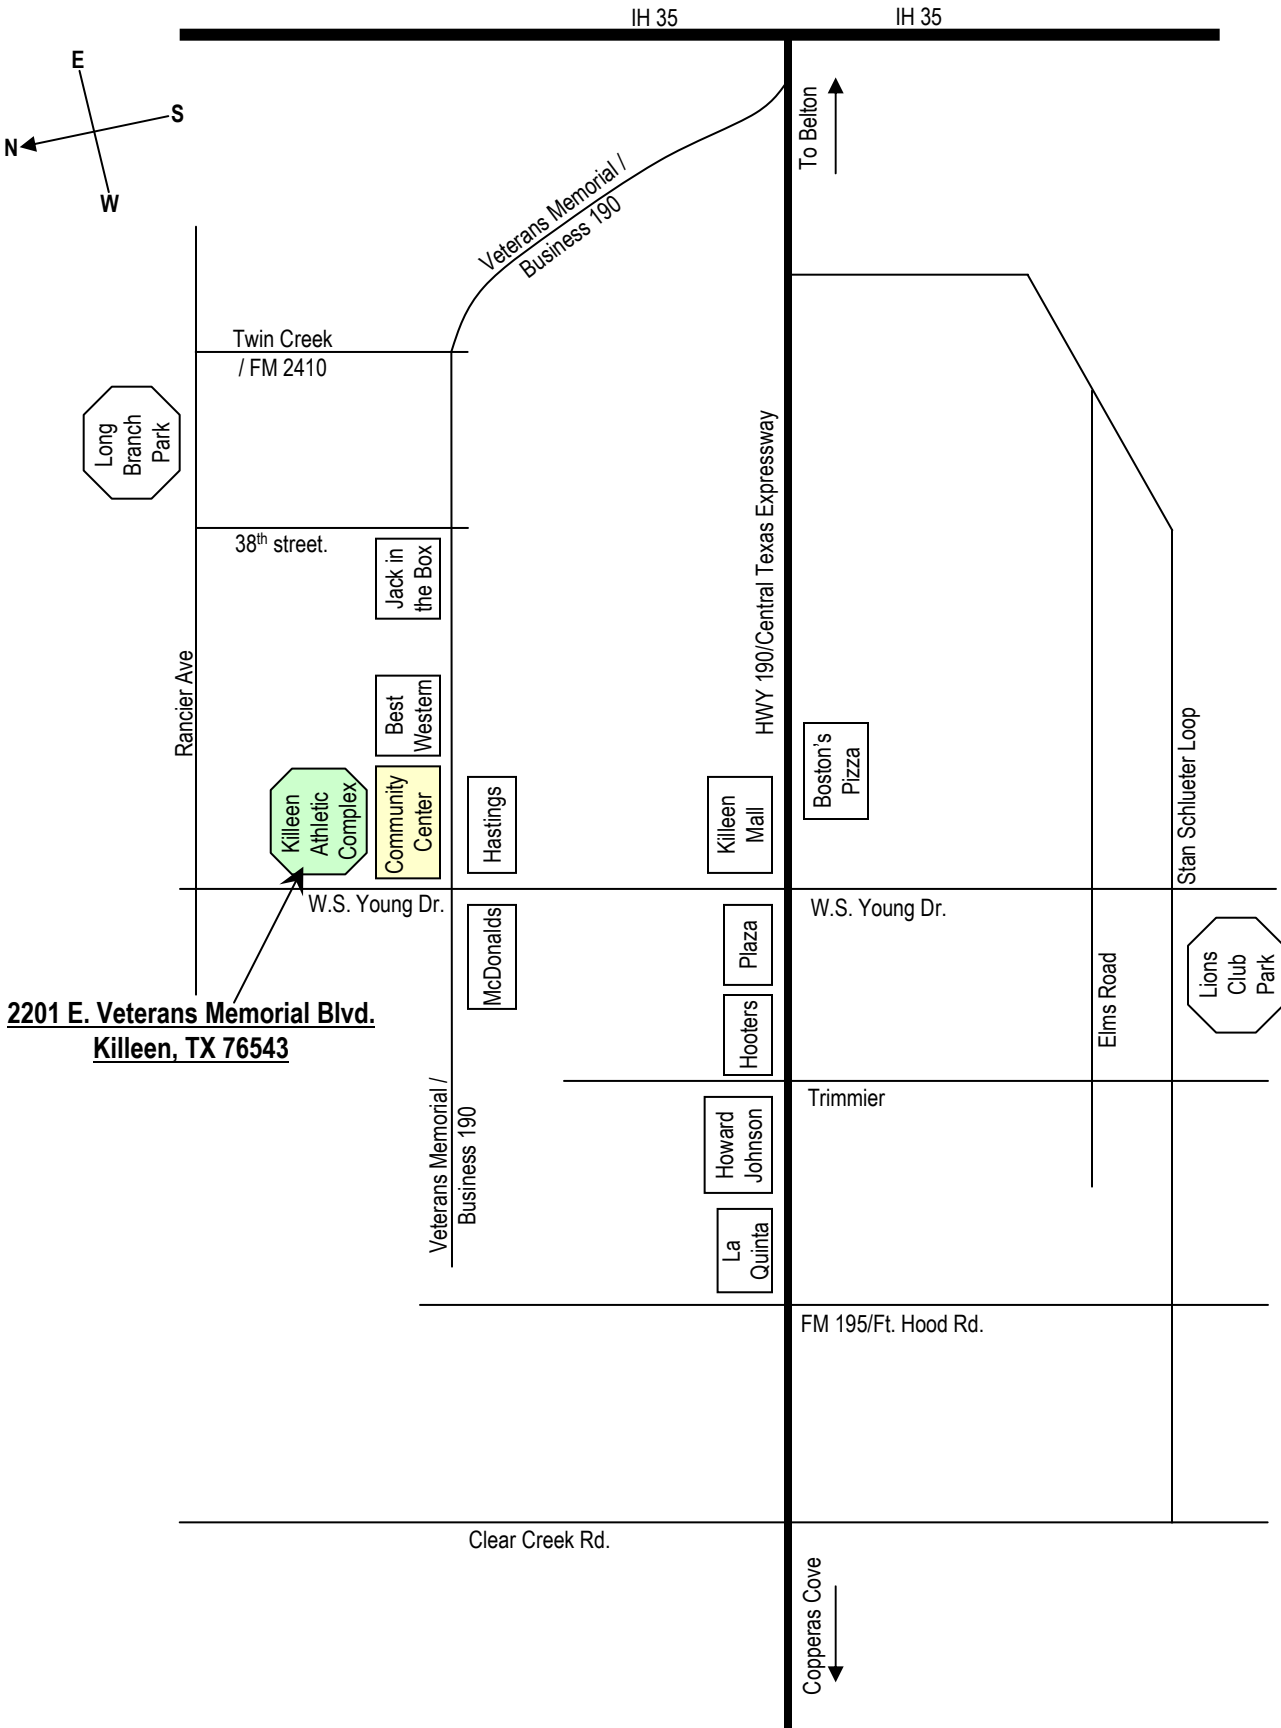 IH 35
IH 35
E
S
N
W
To Belton
Veterans Memorial /
Business 190
Twin Creek
/ FM 2410
Long
Branch
Park
HWY 190/Central Texas Expressway
38th street.
Jack in
the Box
Rancier Ave
Best
Western
Boston's
Pizza
Stan Schlueter Loop
Killeen
Athletic
Complex
Community
Center
Hastings
Killeen
Mall
W.S. Young Dr.
W.S. Young Dr.
McDonalds
Plaza
Lions
Club
Park
Elms Road
2201 E. Veterans Memorial Blvd.
Killeen, TX 76543
Hooters
Trimmier
Veterans Memorial /
Business 190
Howard
Johnson
La
Quinta
FM 195/Ft. Hood Rd.
Clear Creek Rd.
Copperas Cove